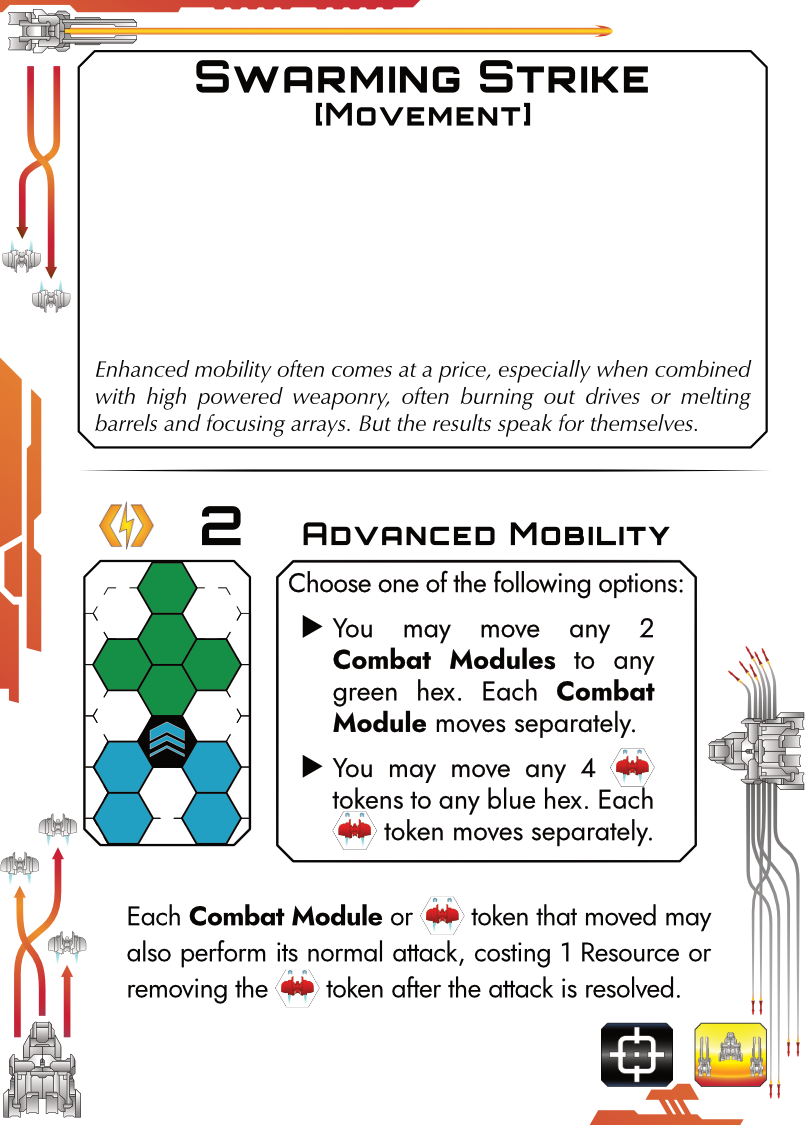 Swarming Strike
[Movement]
Enhanced mobility often comes at a price, especially when combined
with high powered weaponry, often burning out drives or melting
barrels and focusing arrays. But the results speak for themselves.
2 Advanced Mobility
Choose one of the following options:
You may move any 2
Combat Modules to any
green hex. Each Combat
Module moves separately.
You may move any 4
tokens to any blue hex. Each
token moves separately.
Each Combat Module or token that moved may
also perform its normal attack, costing 1 Resource or
removing the token after the attack is resolved.